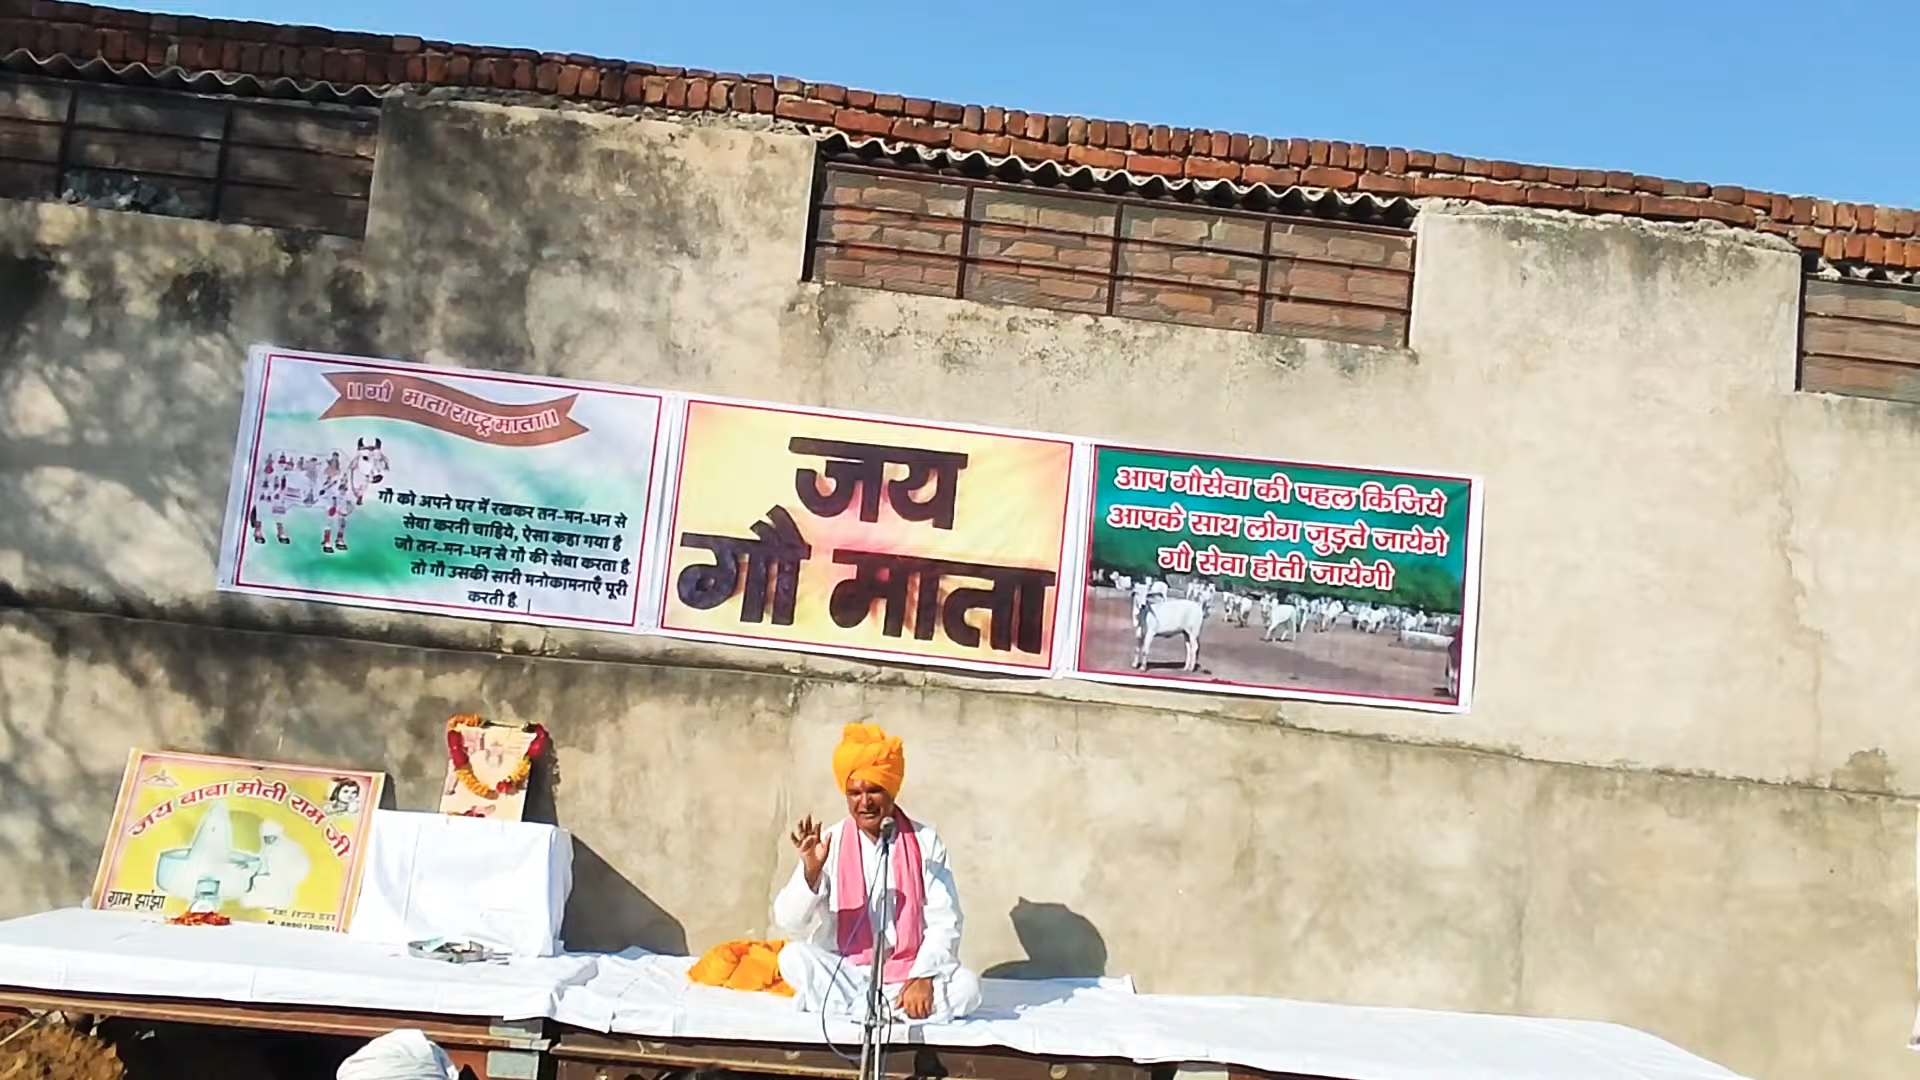 ।। गौ माता राष्ट्रमाता ।।
गौ को अपने घर में रखकर तन-मन-धन से
सेवा करनी चाहिये, ऐसा कहा गया है
जो तन-मन-धन से गौ की सेवा करता है
तो गौ उसकी सारी मनोकामनाएँ पूरी
करती है ।
जय
गौ माता
आप गौसेवा की पहल किजिये
आपके साथ लोग जुड़ते जायेगे
गौ सेवा होती जायेगी
जय बाबा मोती राम जी
ग्राम झांझा